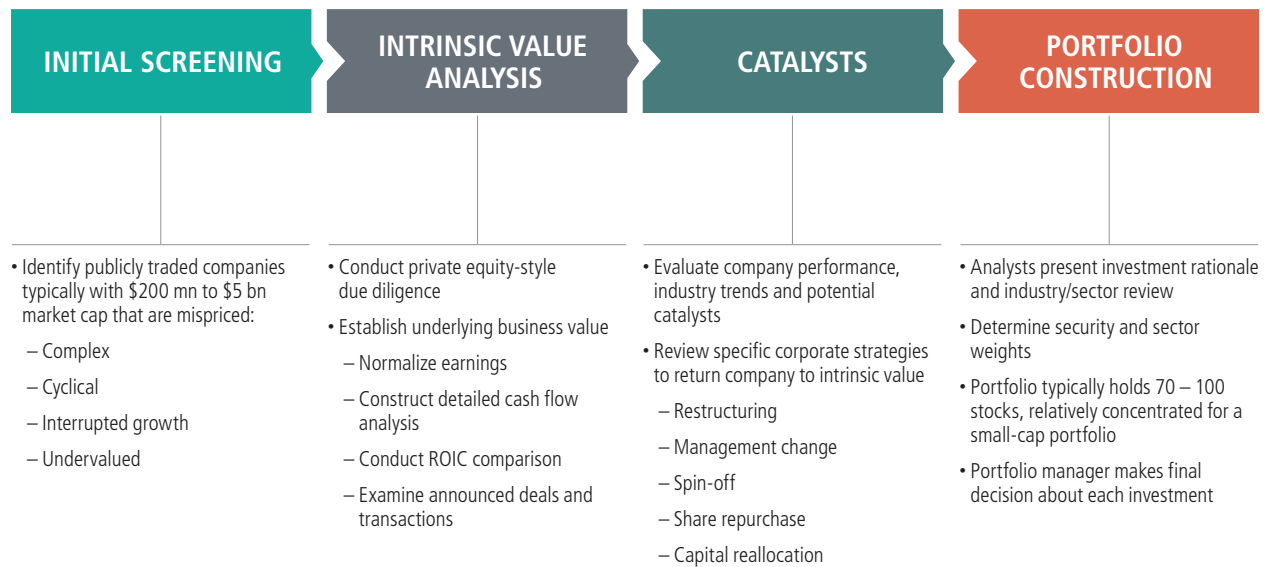 INITIAL SCREENING
INTRINSIC VALUE
ANALYSIS
CATALYSTS
PORTFOLIO
CONSTRUCTION
• Identify publicly traded companies
typically with $200 mn to $5 bn
market cap that are mispriced:
– Complex
– Cyclical
– Interrupted growth
– Undervalued
• Conduct private equity-style
due diligence
• Establish underlying business value
– Normalize earnings
– Construct detailed cash flow
analysis
– Conduct ROIC comparison
– Examine announced deals and
transactions
• Evaluate company performance,
industry trends and potential
catalysts
• Review specific corporate strategies
to return company to intrinsic value
– Restructuring
– Management change
– Spin-off
– Share repurchase
– Capital reallocation
• Analysts present investment rationale
and industry/sector review
• Determine security and sector
weights
• Portfolio typically holds 70 – 100
stocks, relatively concentrated for a
small-cap portfolio
• Portfolio manager makes final
decision about each investment